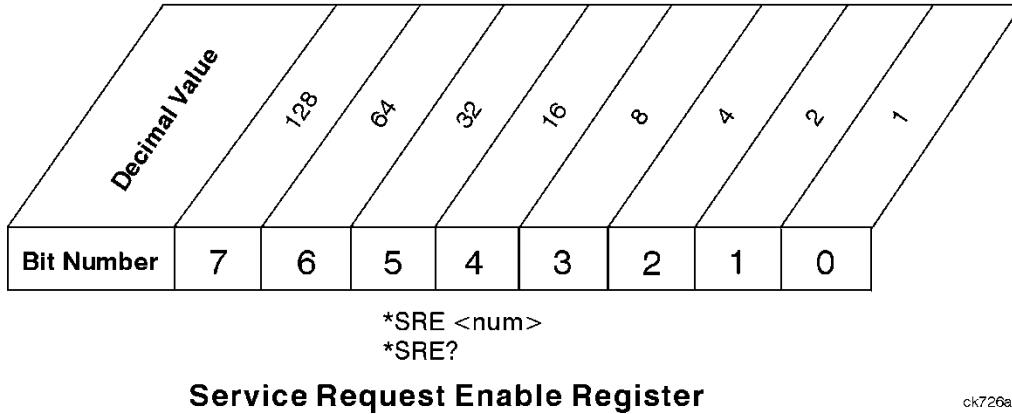 Decimal Value 128 64 32 16 8 4 2 1
Bit Number 7 6 5 4 3 2 1 0
*SRE <num>
*SRE?
Service Request Enable Register
ck726a